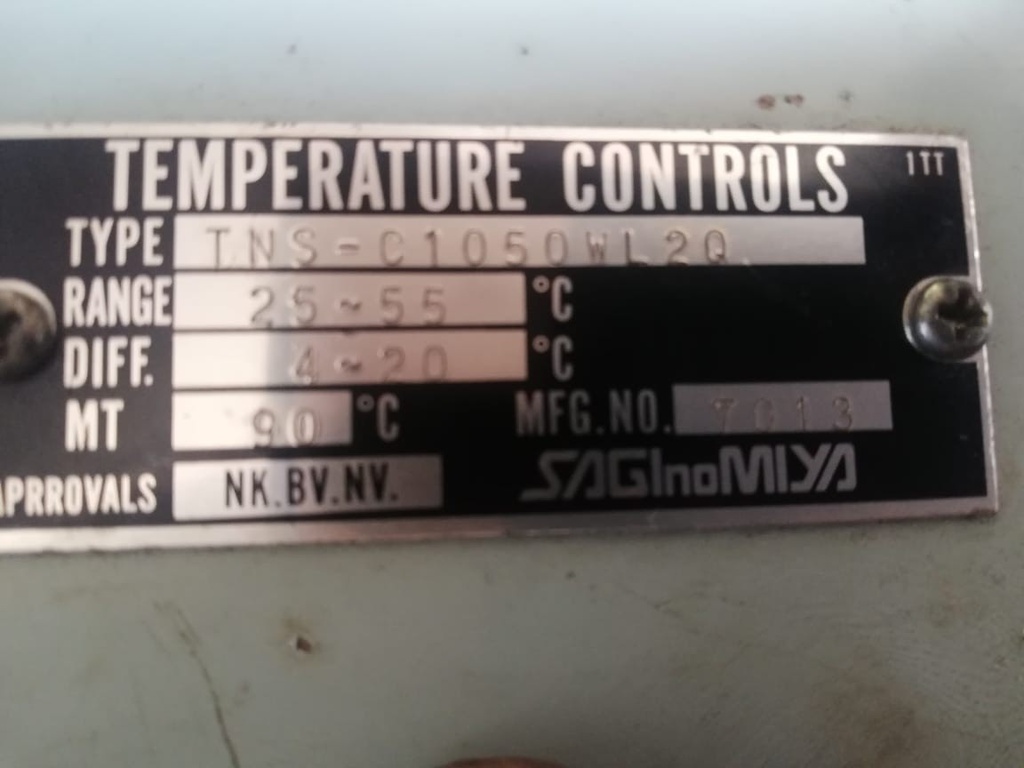 TEMPERATURE CONTROLS 1TT
TYPE TNS-C1050WL2Q
RANGE 25~55 °C
DIFF. 4~20 °C
MT 90 °C MFG.NO. 7C13
APRROVALS NK.BV.NV. SAGInoMIYA